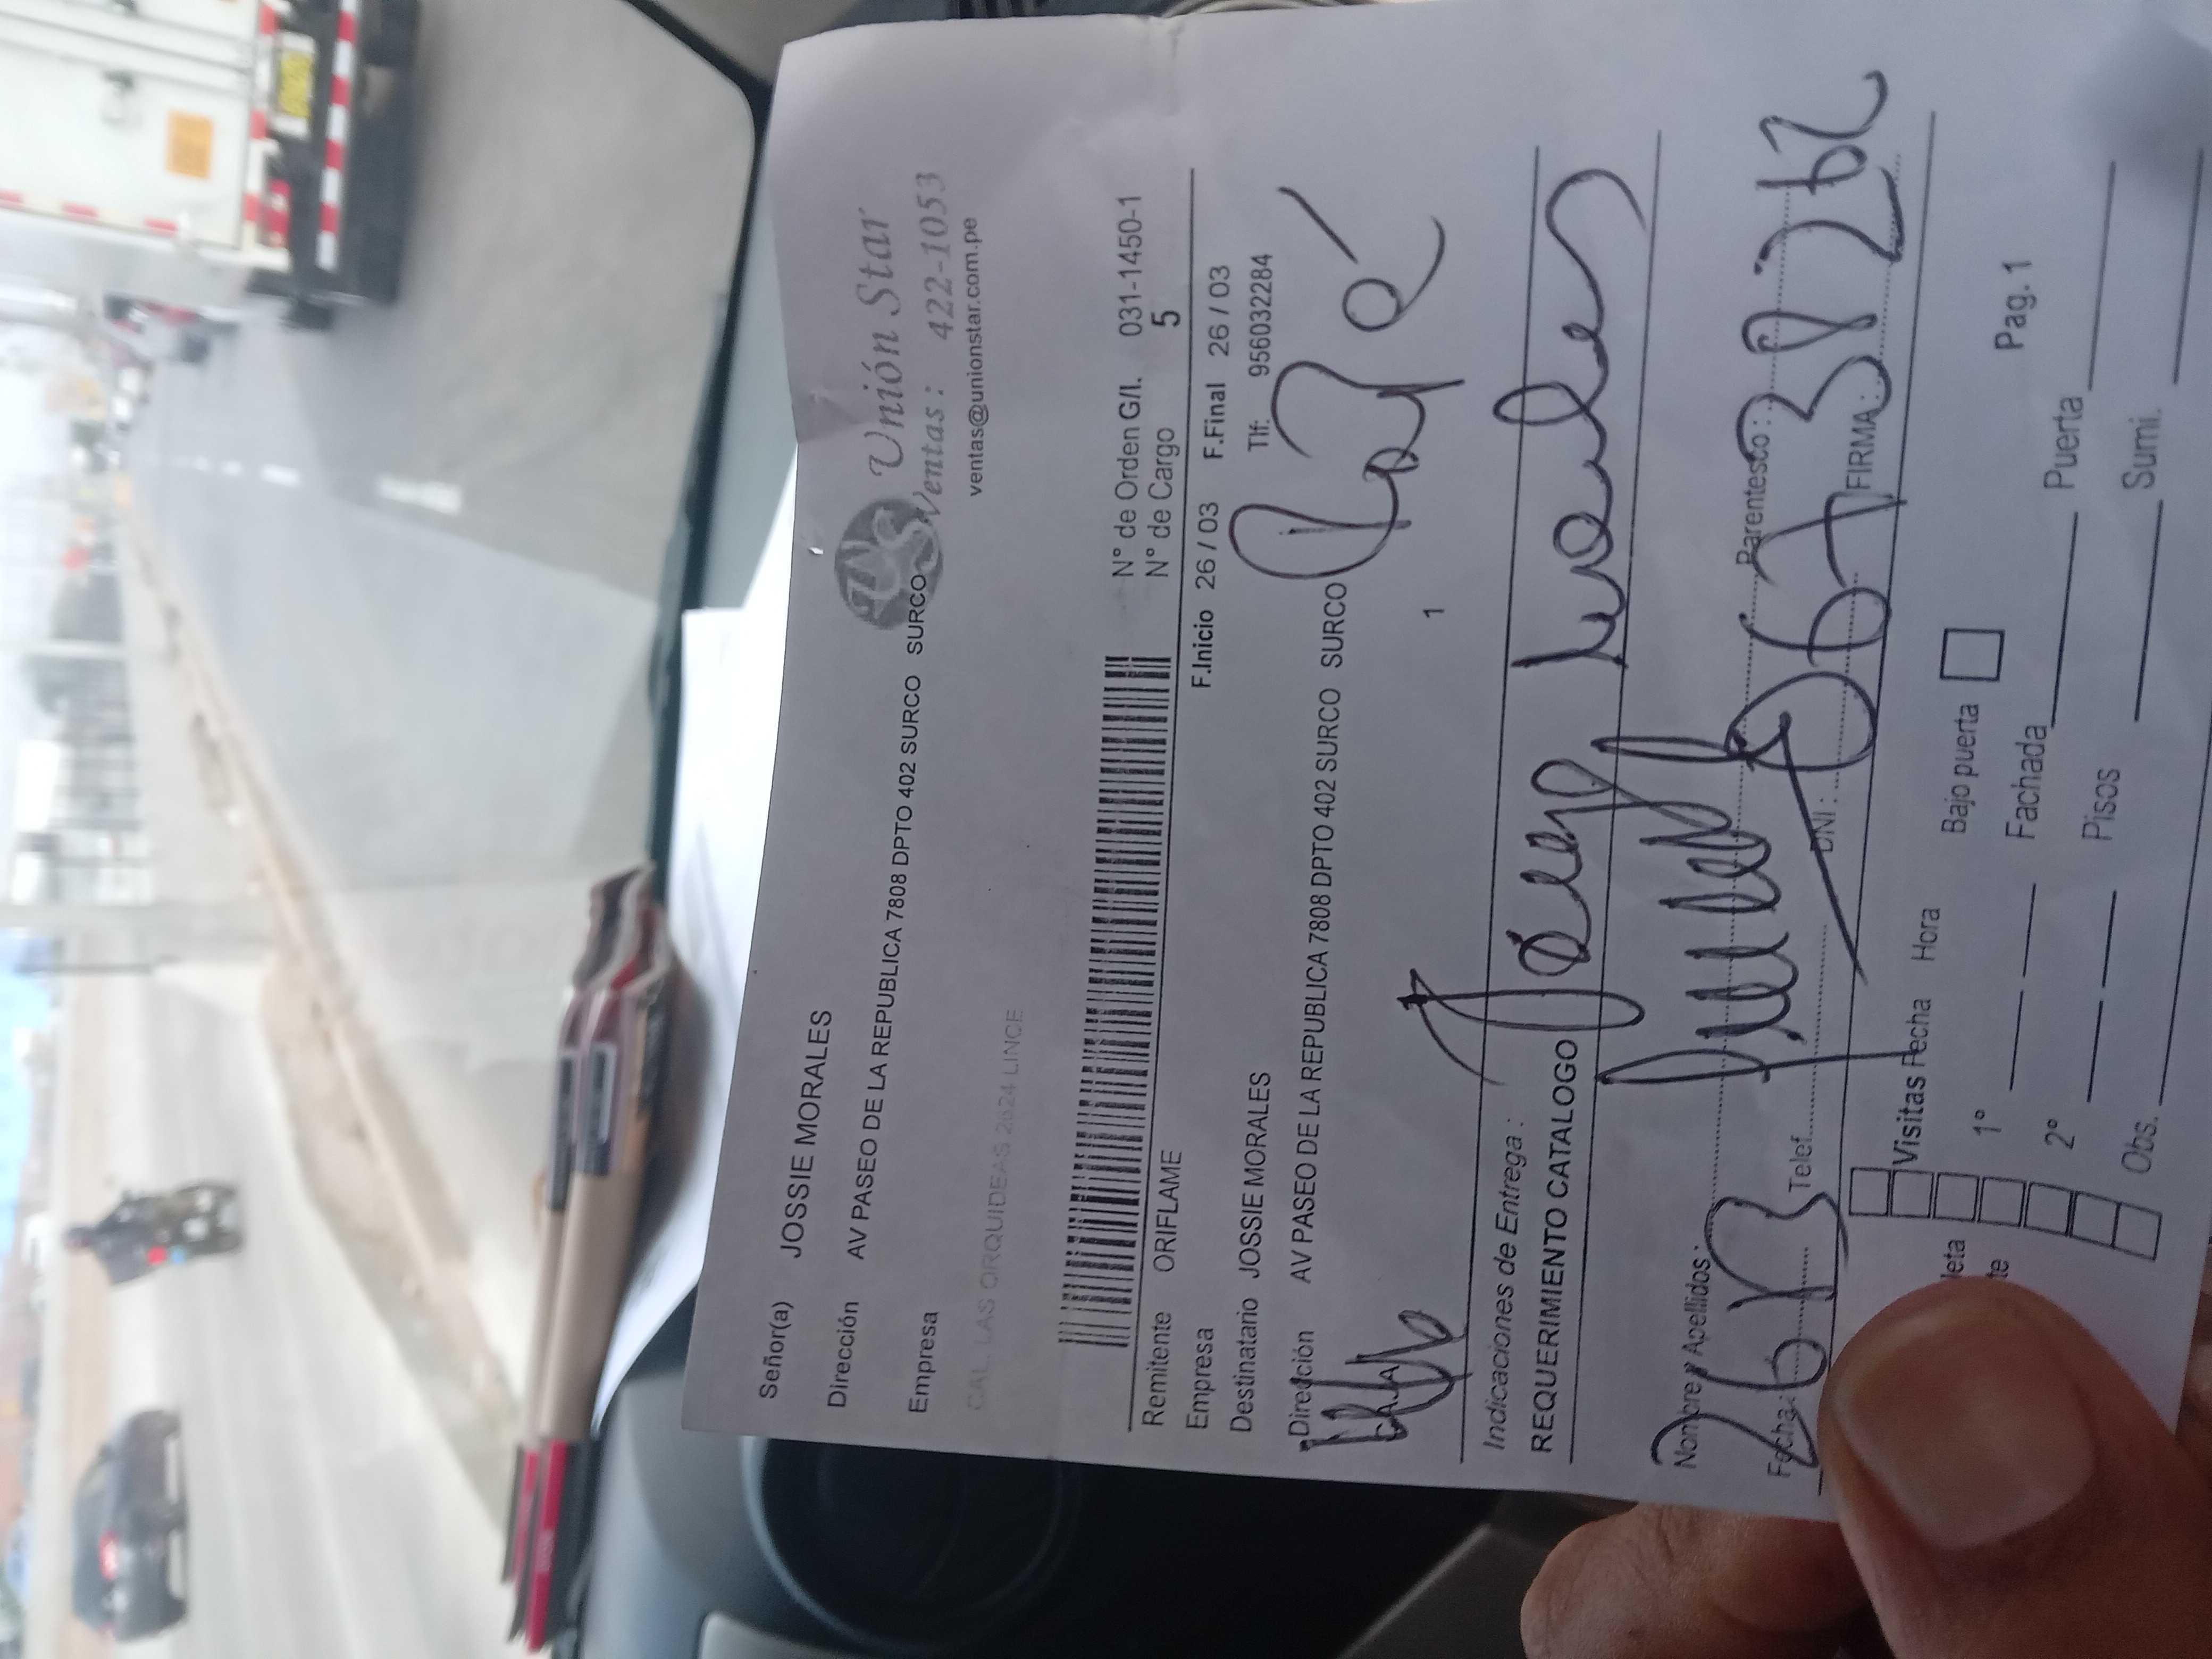 Unión Star
Ventas : 422-1053
ventas@unionstar.com.pe
Señor(a) JOSSIE MORALES
Dirección AV PASEO DE LA REPUBLICA 7808 DPTO 402 SURCO SURCO
Empresa
CAL. LAS ORQUIDEAS 2624 LINCE
N° de Orden G/I. 031-1450-1
N° de Cargo 5
Remitente ORIFLAME
F.Inicio 26 / 03 F.Final 26 / 03
Empresa
Tlf: 956032284
Destinatario JOSSIE MORALES
Dirección AV PASEO DE LA REPUBLICA 7808 DPTO 402 SURCO SURCO
1
Indicaciones de Entrega :
REQUERIMIENTO CATALOGO
Nombre y Apellidos:
Parentesco :
Fecha: 26
Telef.
DNI :
FIRMA :
Visitas Fecha Hora
Bajo puerta
Pag. 1
1°
Fachada
Puerta
2°
Pisos
Sumi.
Obs.